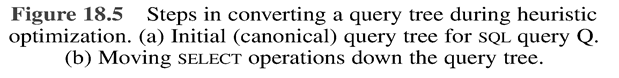 Figure 18.5 Steps in converting a query tree during heuristic
optimization. (a) Initial (canonical) query tree for SQL query Q.
(b) Moving SELECT operations down the query tree.